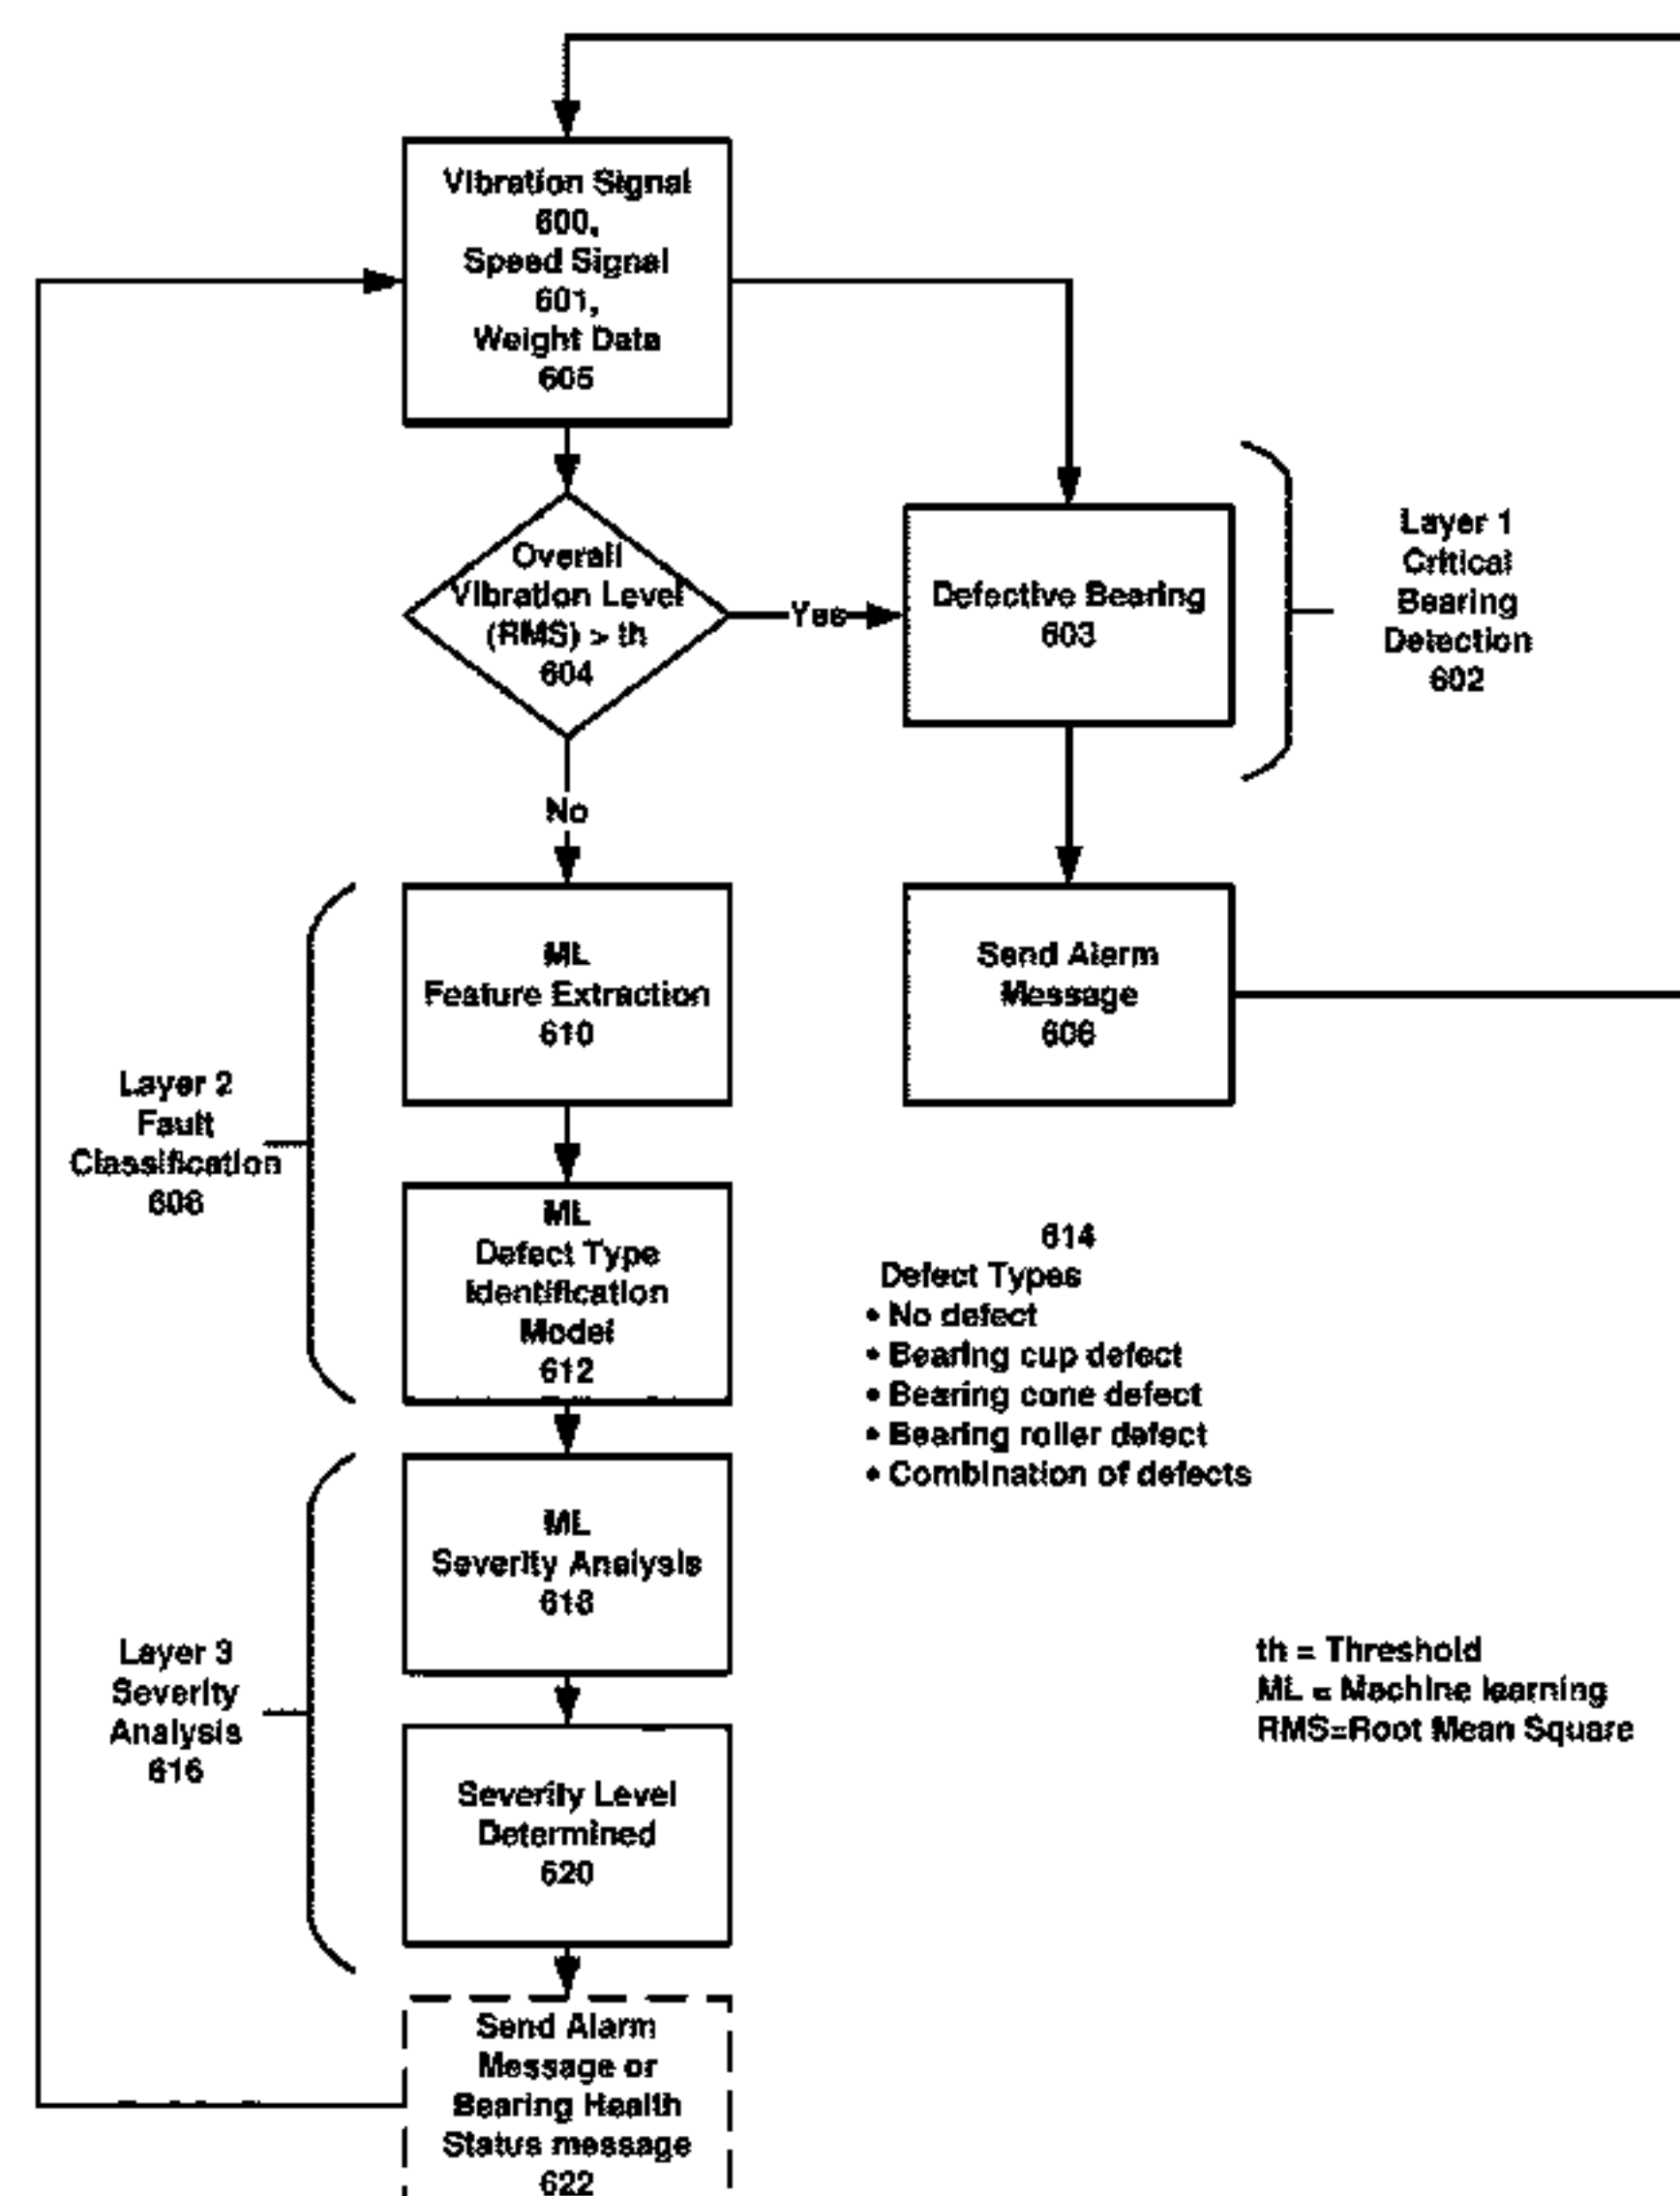 Vibration Signal
600,
Speed Signal
601,
Weight Data
605
Overall
Vibration Level
(RMS) > th
604
Yes
Defective Bearing
603
Layer 1
Critical
Bearing
Detection
602
No
ML
Feature Extraction
610
Send Alarm
Message
606
Layer 2
Fault
Classification
608
ML
Defect Type
Identification
Model
612
614
Defect Types
• No defect
• Bearing cup defect
• Bearing cone defect
• Bearing roller defect
• Combination of defects
ML
Severity Analysis
618
Layer 3
Severity
Analysis
616
th = Threshold
ML = Machine learning
RMS=Root Mean Square
Severity Level
Determined
620
Send Alarm
Message or
Bearing Health
Status message
622